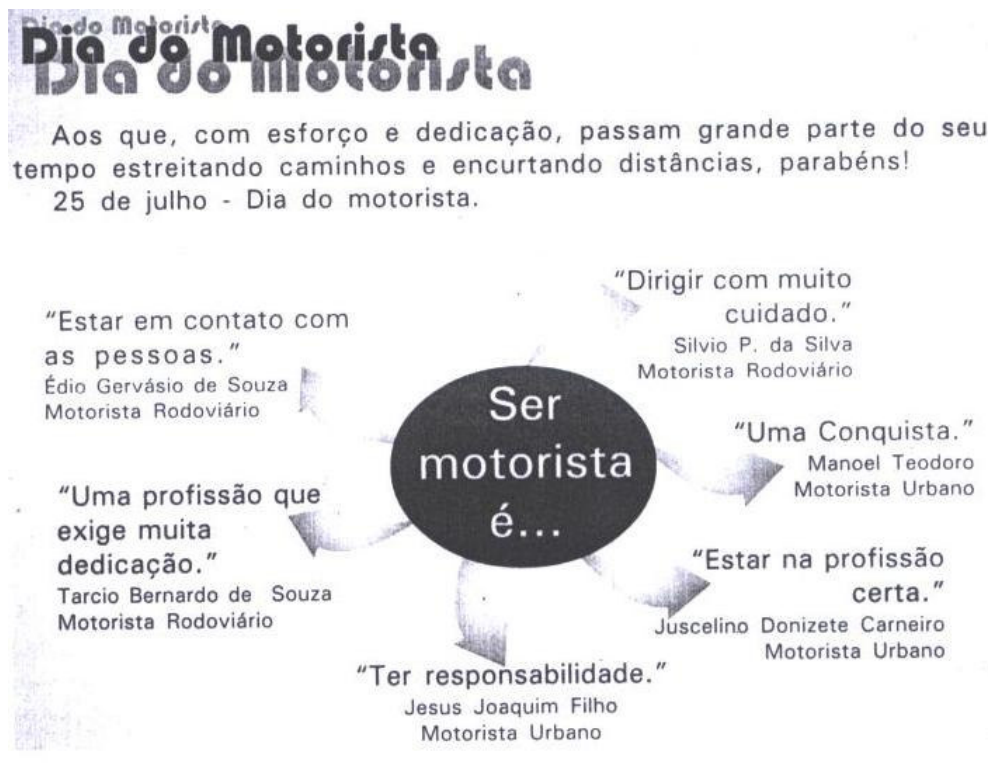 Dia do Motorista
Dia do Motorista
Dia do Motorista
Aos que, com esforço e dedicação, passam grande parte do seu
tempo estreitando caminhos e encurtando distâncias, parabéns!
25 de julho - Dia do motorista.
"Estar em contato com
as pessoas."
Édio Gervásio de Souza
Motorista Rodoviário
"Dirigir com muito
cuidado."
Silvio P. da Silva
Motorista Rodoviário
Ser
motorista
é...
"Uma Conquista."
Manoel Teodoro
Motorista Urbano
"Uma profissão que
exige muita
dedicação."
Tarcio Bernardo de Souza
Motorista Rodoviário
"Estar na profissão
certa."
Juscelino Donizete Carneiro
Motorista Urbano
"Ter responsabilidade."
Jesus Joaquim Filho
Motorista Urbano